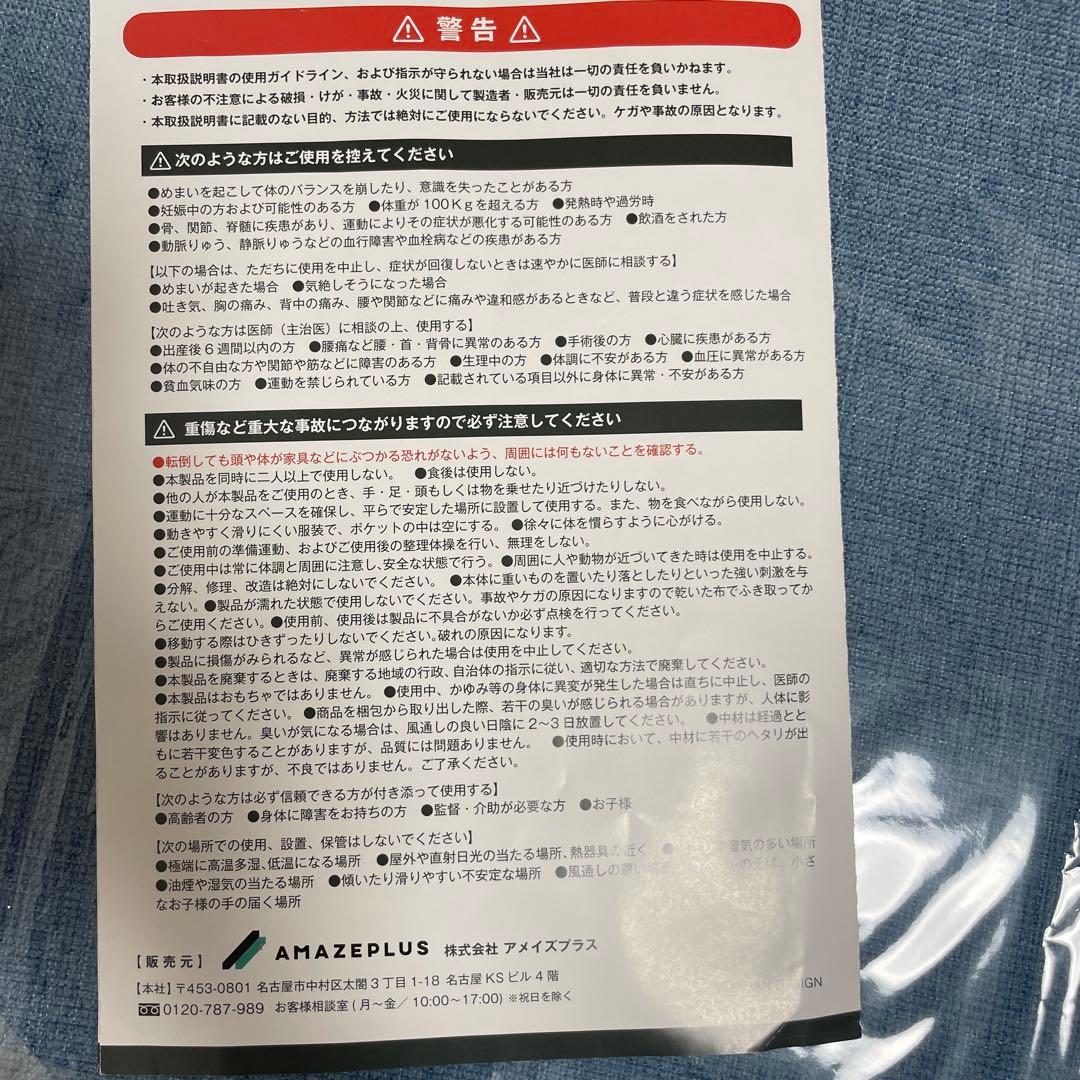 ⚠ 警告 ⚠
・本取扱説明書の使用ガイドライン、および指示が守られない場合は当社は一切の責任を負いかねます。
・お客様の不注意による破損・けが・事故・火災に関して製造者・販売元は一切の責任を負いません。
・本取扱説明書に記載のない目的、方法では絶対にご使用にならないでください。ケガや事故の原因となります。
⚠ 次のような方はご使用を控えてください
●めまいを起こして体のバランスを崩したり、意識を失ったことがある方
●妊娠中の方および可能性のある方 ●体重が 100Kgを超える方 ●発熱時や過労時
●骨、関節、脊髄に疾患があり、運動によりその症状が悪化する可能性のある方 ●飲酒をされた方
●動脈りゅう、静脈りゅうなどの血行障害や血栓病などの疾患がある方
【以下の場合は、ただちに使用を中止し、症状が回復しないときは速やかに医師に相談する】
●めまいが起きた場合 ●気絶しそうになった場合
●吐き気、胸の痛み、背中の痛み、腰や関節などに痛みや違和感があるときなど、普段と違う症状を感じた場合
【次のような方は医師（主治医）に相談の上、使用する】
●出産後6週間以内の方 ●腰痛など腰・首・背骨に異常のある方 ●手術後の方 ●心臓に疾患がある方
●体の不自由な方や関節や筋などに障害のある方 ●生理中の方 ●体調に不安がある方 ●血圧に異常がある方
●貧血気味の方 ●運動を禁じられている方 ●記載されている項目以外に身体に異常・不安がある方
⚠ 重傷など重大な事故につながりますので必ず注意してください
●転倒しても頭や体が家具などにぶつかる恐れがないよう、周囲には何もないことを確認する。
●本製品を同時に二人以上で使用しない。 ●食後は使用しない。
●他の人が本製品をご使用のとき、手・足・頭もしくは物を乗せたり近づけたりしない。
●運動に十分なスペースを確保し、平らで安定した場所に設置して使用する。また、物を食べながら使用しない。
●動きやすく滑りにくい服装で、ポケットの中は空にする。 ●徐々に体を慣らすように心がける。
●ご使用前の準備運動、およびご使用後の整理体操を行い、無理をしない。
●ご使用中は常に体調と周囲に注意し、安全な状態で行う。●周囲に人や動物が近づいてきた時は使用を中止する。
●分解、修理、改造は絶対にしないでください。 ●本体に重いものを置いたり落としたりといった強い刺激を与
えない。●製品が濡れた状態で使用しないでください。事故やケガの原因になりますので乾いた布でふき取ってか
らご使用ください。●使用前、使用後は製品に不具合がないか必ず点検を行ってください。
●移動する際はひきずったりしないでください。破れの原因になります。
●製品に損傷がみられるなど、異常が感じられた場合は使用を中止してください。
●本製品を廃棄するときは、廃棄する地域の行政、自治体の指示に従い、適切な方法で廃棄してください。
●本製品はおもちゃではありません。 ●使用中、かゆみ等の身体に異変が発生した場合は直ちに中止し、医師の
指示に従ってください。 ●商品を梱包から取り出した際、若干の臭いが感じられる場合がありますが、人体に影
響はありません。臭いが気になる場合は、風通しの良い日陰に2〜3日放置してください。 ●中材は経過とと
もに若干変色することがありますが、品質には問題ありません。 ●使用時において、中材に若干のヘタリが出
ることがありますが、不良ではありません。ご了承ください。
【次のような方は必ず信頼できる方が付き添って使用する】
●高齢者の方 ●身体に障害をお持ちの方 ●監督・介助が必要な方 ●お子様
【次の場所での使用、設置、保管はしないでください】
●極端に高温多湿、低温になる場所 ●屋外や直射日光の当たる場所、熱器具の近く 湿気の多い場所
●油煙や湿気の当たる場所 ●傾いたり滑りやすい不安定な場所 ●風通しの悪い場所 のそば、小さ
なお子様の手の届く場所
【販売元】 AMAZEPLUS 株式会社 アメイズプラス
【本社】〒453-0801 名古屋市中村区太閤3丁目1-18 名古屋KSビル4階
0120-787-989 お客様相談室(月〜金/10:00〜17:00) ※祝日を除く